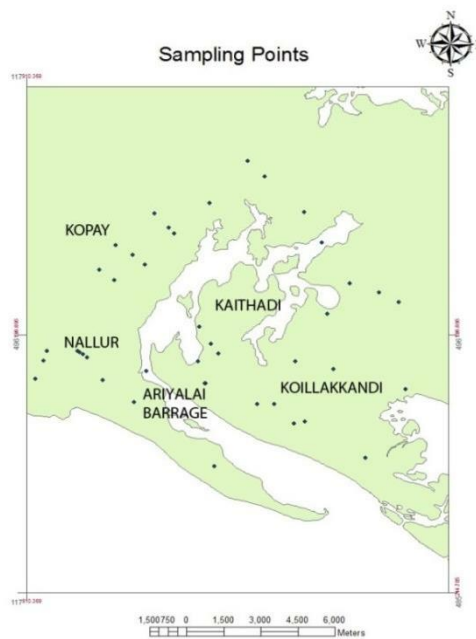 N
W E
S
Sampling Points
KOPAY
KAITHADI
NALLUR
KOILLAKKANDI
ARIYALAI
BARRAGE
1,500 750 0 1,500 3,000 4,500 6,000
Meters